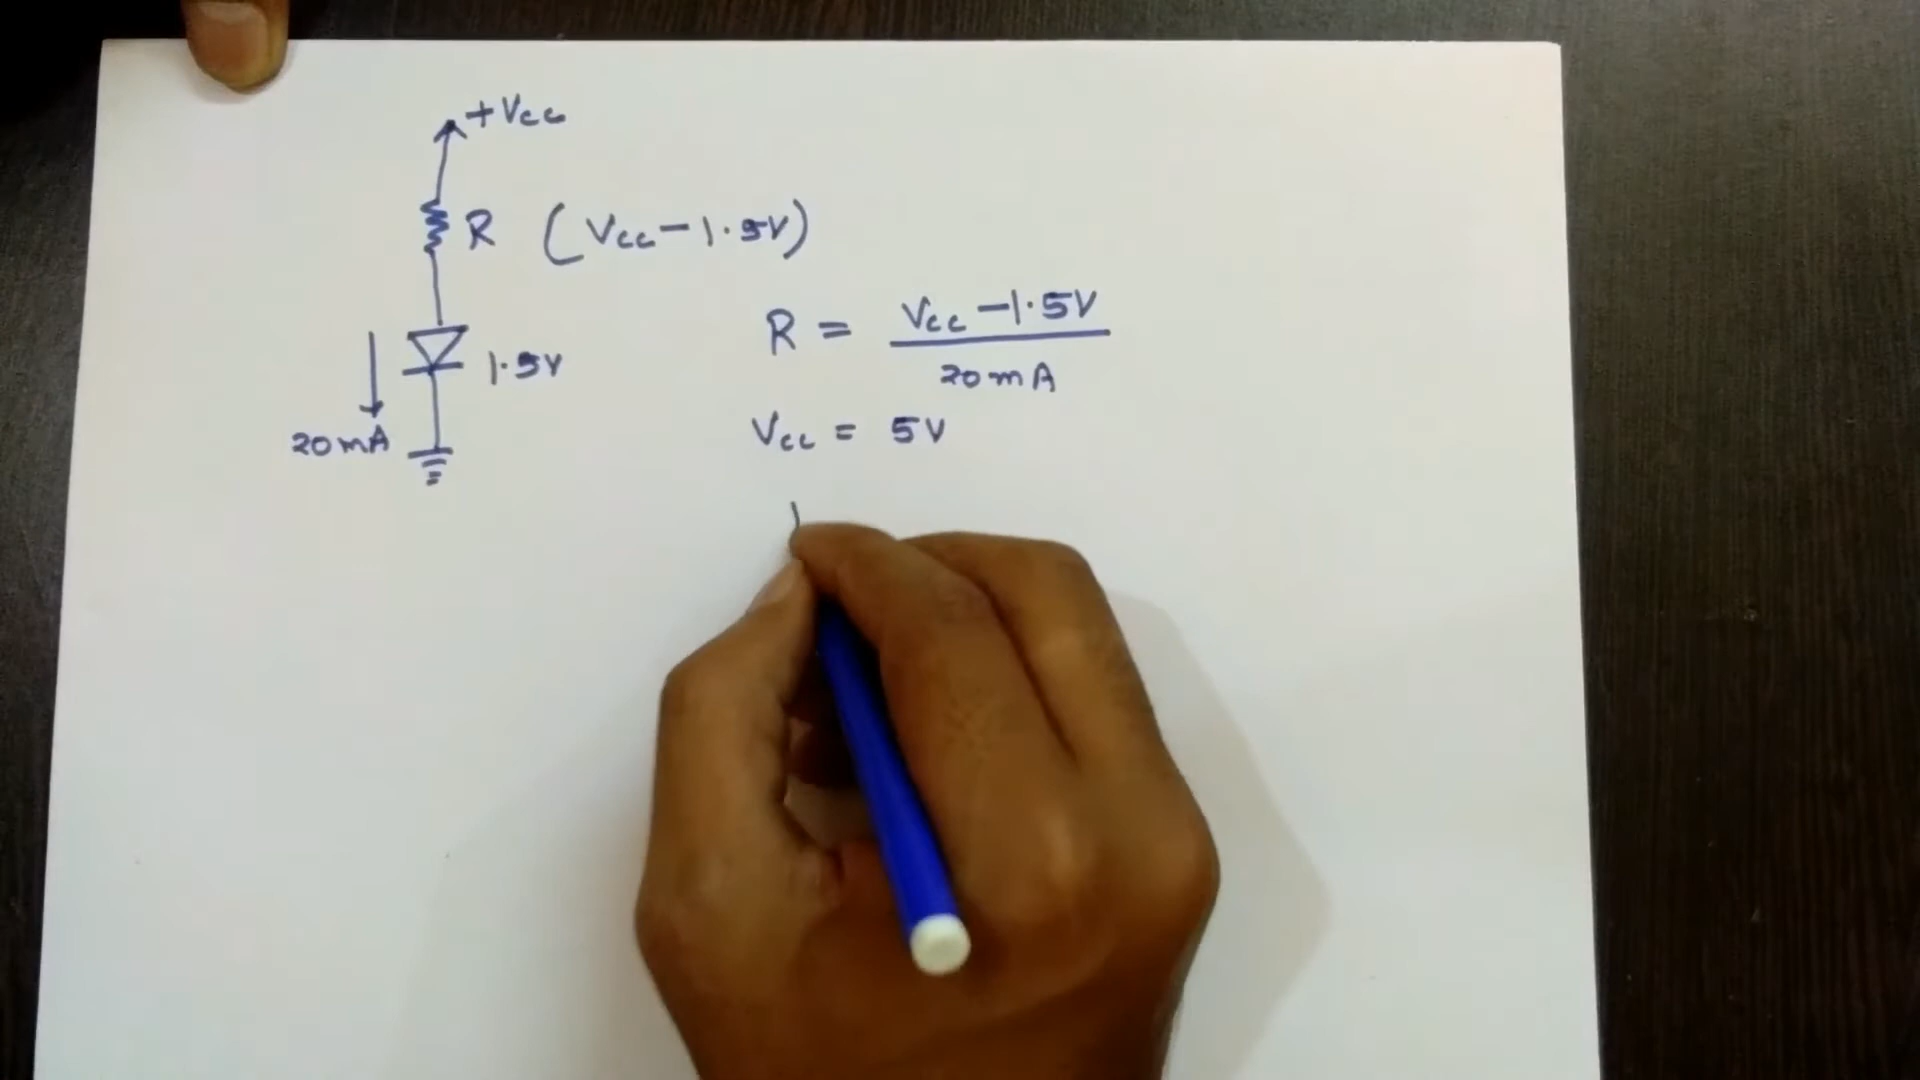 +Vcc
R (Vcc-1.5V)
R = Vcc-1.5V
20mA
1.5V
20mA
Vcc = 5V